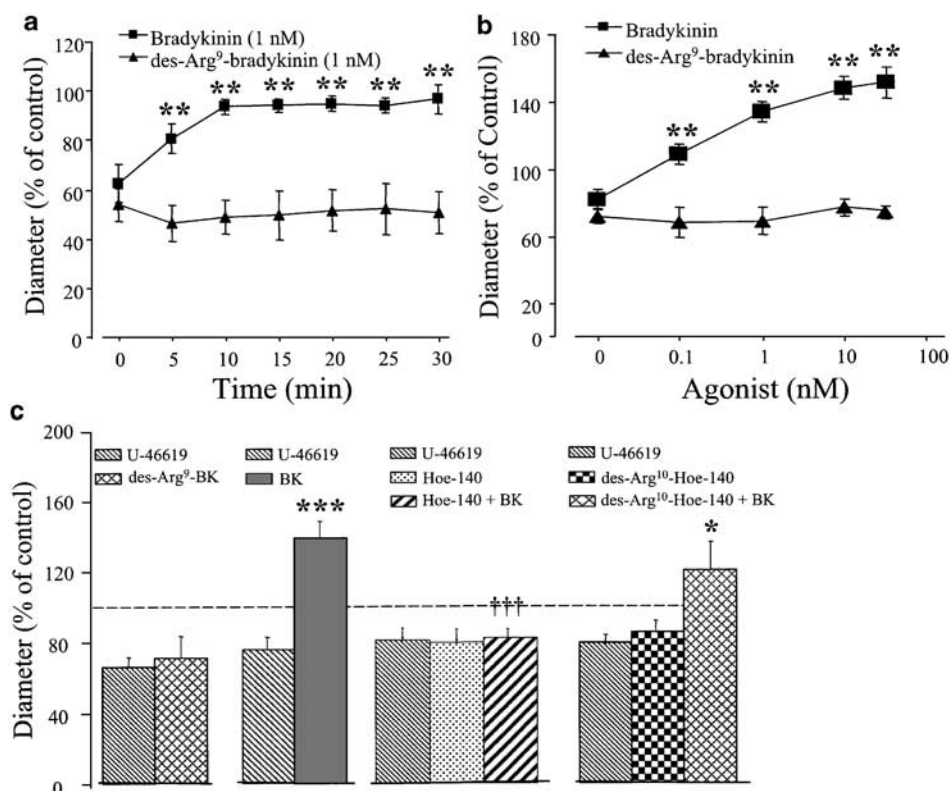 a
120
100
80
60
40
20
0
Diameter (% of control)
Bradykinin (1 nM)
des-Arg⁹-bradykinin (1 nM)
** ** ** ** ** **
0 5 10 15 20 25 30
Time (min)
b
180
140
100
60
20
0
Diameter (% of Control)
Bradykinin
des-Arg⁹-bradykinin
** ** ** **
0 0.1 1 10 100
Agonist (nM)
c
200
160
120
80
40
0
Diameter (% of control)
U-46619
des-Arg⁹-BK
U-46619
BK
***
U-46619
Hoe-140
Hoe-140 + BK
†††
U-46619
des-Arg¹⁰-Hoe-140
des-Arg¹⁰-Hoe-140 + BK
*